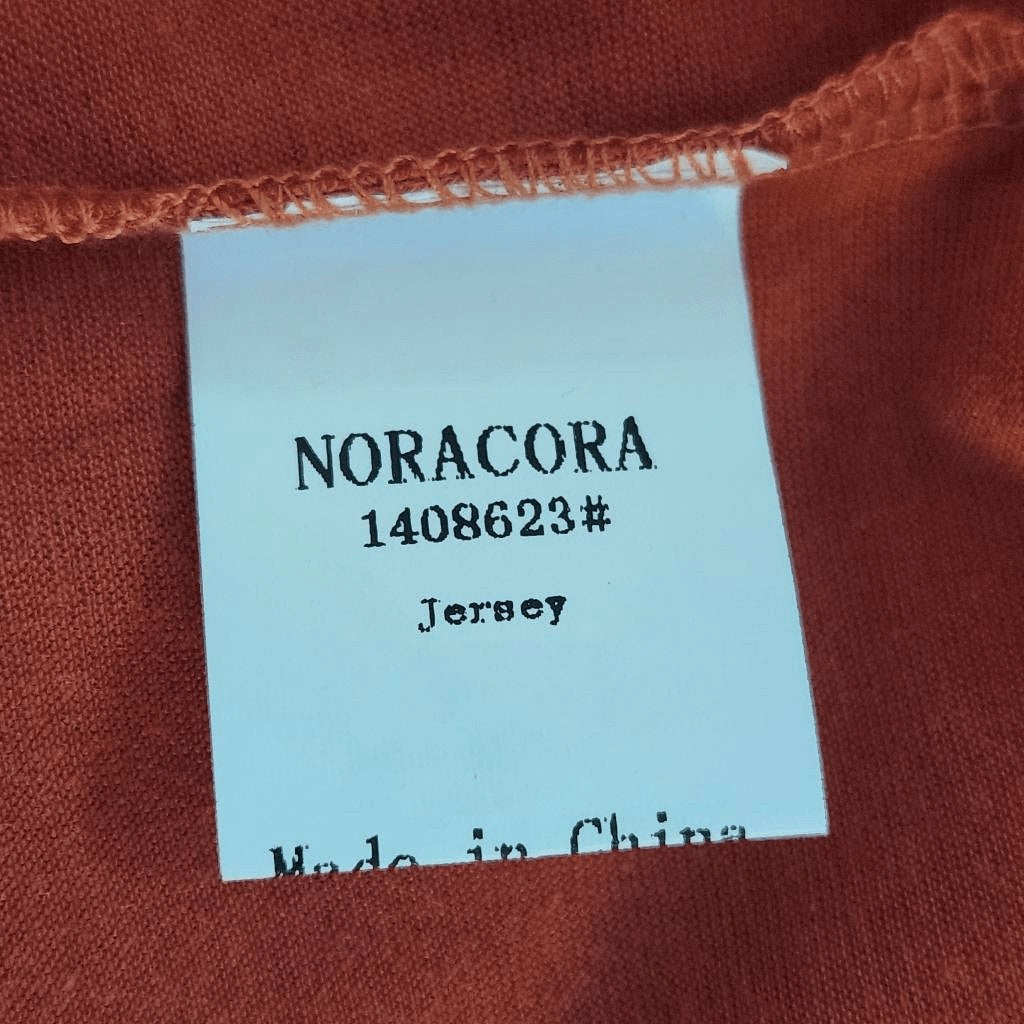 NORACORA
1408623#
Jersey
Made in China